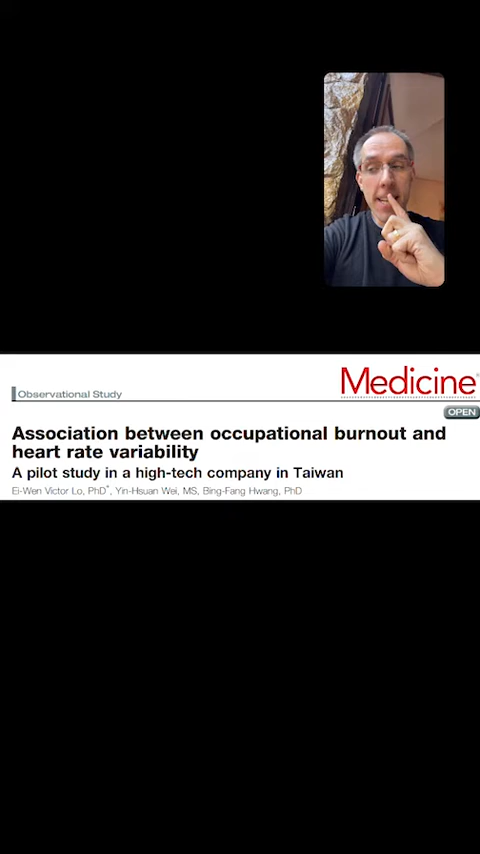 Medicine®
Observational Study
OPEN
Association between occupational burnout and
heart rate variability
A pilot study in a high-tech company in Taiwan
Ei-Wen Victor Lo, PhD*, Yin-Hsuan Wei, MS, Bing-Fang Hwang, PhD